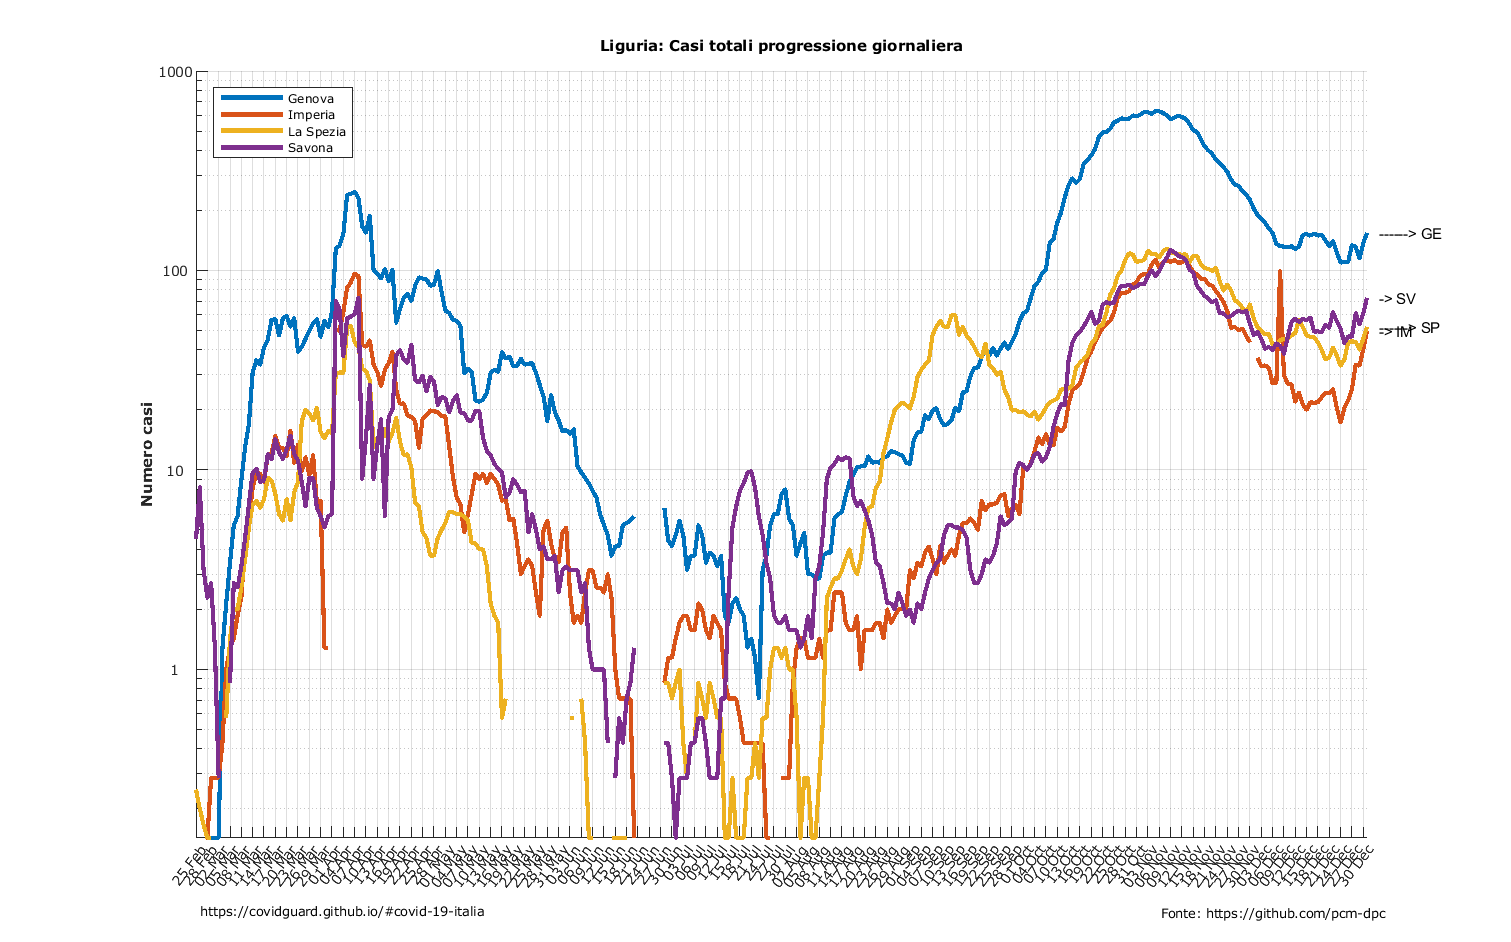 Liguria: Casi totali progressione giornaliera
1000
100
10
1
Numero casi
Genova
Imperia
La Spezia
Savona
------> GE
-> SV
SP
-> IM
25 Feb
28 Feb
02 Mar
05 Mar
08 Mar
11 Mar
14 Mar
17 Mar
20 Mar
23 Mar
26 Mar
29 Mar
01 Apr
04 Apr
07 Apr
10 Apr
13 Apr
16 Apr
19 Apr
22 Apr
25 Apr
28 Apr
01 May
04 May
07 May
10 May
13 May
16 May
19 May
22 May
25 May
28 May
31 May
03 Jun
06 Jun
09 Jun
12 Jun
15 Jun
18 Jun
21 Jun
24 Jun
27 Jun
30 Jun
03 Jul
06 Jul
09 Jul
12 Jul
15 Jul
18 Jul
21 Jul
24 Jul
27 Jul
30 Jul
02 Aug
05 Aug
08 Aug
11 Aug
14 Aug
17 Aug
20 Aug
23 Aug
26 Aug
29 Aug
01 Sep
04 Sep
07 Sep
10 Sep
13 Sep
16 Sep
19 Sep
22 Sep
25 Sep
28 Sep
01 Oct
04 Oct
07 Oct
10 Oct
13 Oct
16 Oct
19 Oct
22 Oct
25 Oct
28 Oct
31 Oct
03 Nov
06 Nov
09 Nov
12 Nov
15 Nov
18 Nov
21 Nov
24 Nov
27 Nov
30 Nov
03 Dec
06 Dec
09 Dec
12 Dec
15 Dec
18 Dec
21 Dec
24 Dec
27 Dec
30 Dec
https://covidguard.github.io/#covid-19-italia
Fonte: https://github.com/pcm-dpc